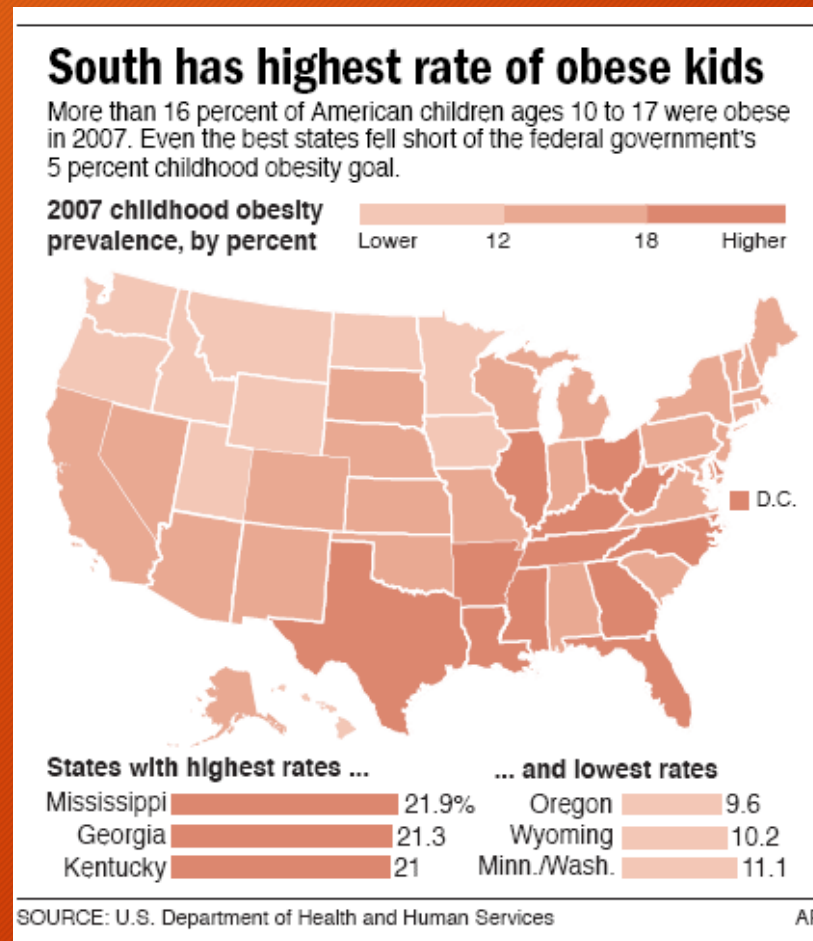 South has highest rate of obese kids
More than 16 percent of American children ages 10 to 17 were obese
in 2007. Even the best states fell short of the federal government's
5 percent childhood obesity goal.
2007 childhood obesity
prevalence, by percent
Lower 12 18 Higher
D.C.
States with highest rates ...
Mississippi 21.9%
Georgia 21.3
Kentucky 21
... and lowest rates
Oregon 9.6
Wyoming 10.2
Minn./Wash. 11.1
SOURCE: U.S. Department of Health and Human Services